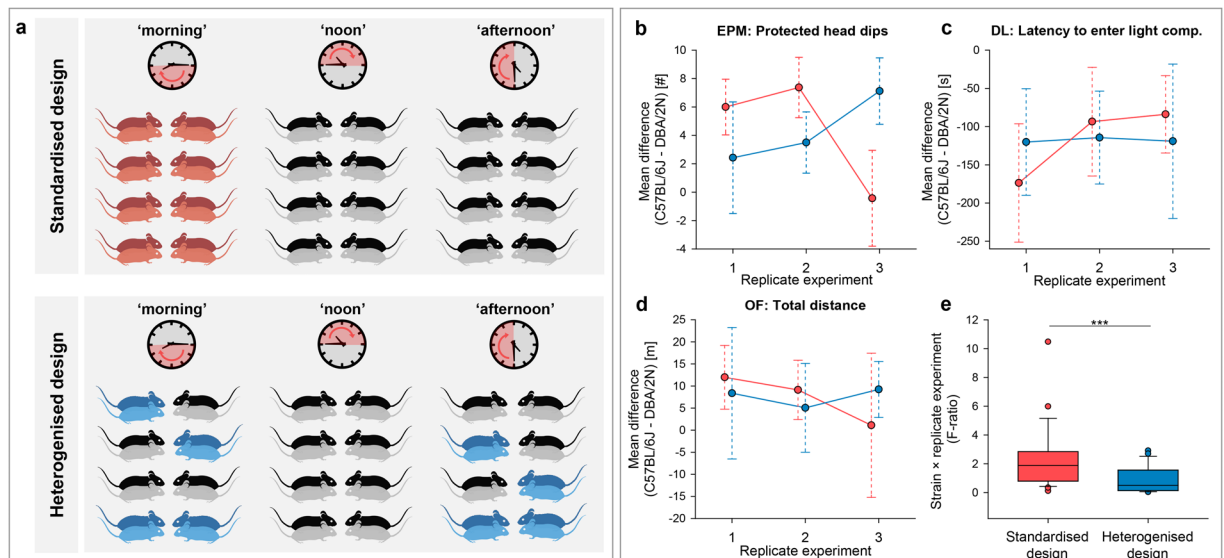 a
Standardised design
'morning'
'noon'
'afternoon'
Heterogenised design
'morning'
'noon'
'afternoon'
b
EPM: Protected head dips
Mean difference
(C57BL/6J - DBA/2N) [#]
10
8
6
4
2
0
-2
-4
1
2
3
Replicate experiment
c
DL: Latency to enter light comp.
Mean difference
(C57BL/6J - DBA/2N) [s]
0
-50
-100
-150
-200
-250
1
2
3
Replicate experiment
d
OF: Total distance
Mean difference
(C57BL/6J - DBA/2N) [m]
25
20
15
10
5
0
-5
-10
-15
-20
1
2
3
Replicate experiment
e
Strain × replicate experiment
(F-ratio)
12
10
8
6
4
2
0
***
Standardised
design
Heterogenised
design